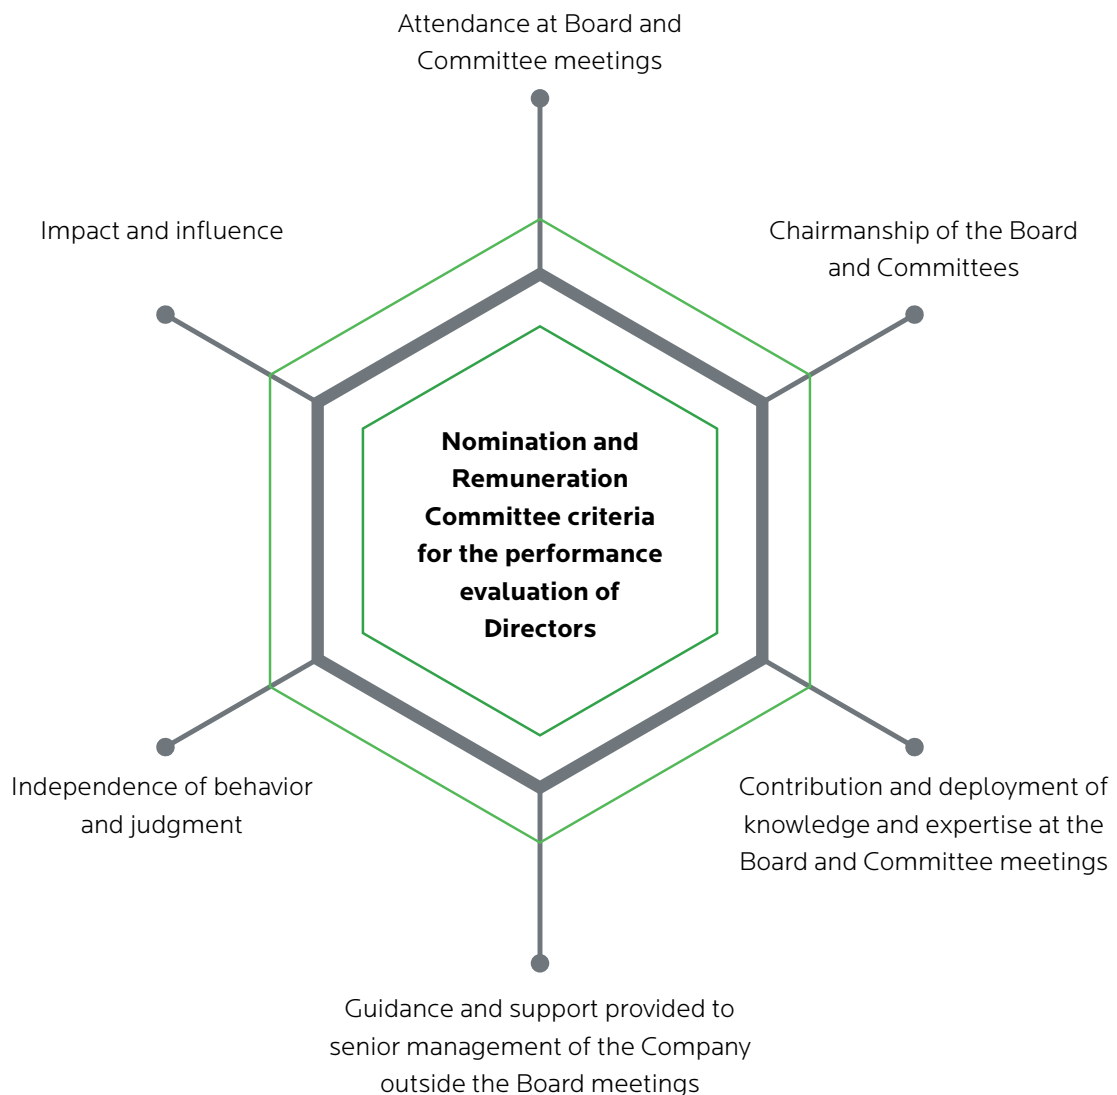 Attendance at Board and
Committee meetings
Impact and influence
Chairmanship of the Board
and Committees
Nomination and
Remuneration
Committee criteria
for the performance
evaluation of
Directors
Independence of behavior
and judgment
Contribution and deployment of
knowledge and expertise at the
Board and Committee meetings
Guidance and support provided to
senior management of the Company
outside the Board meetings